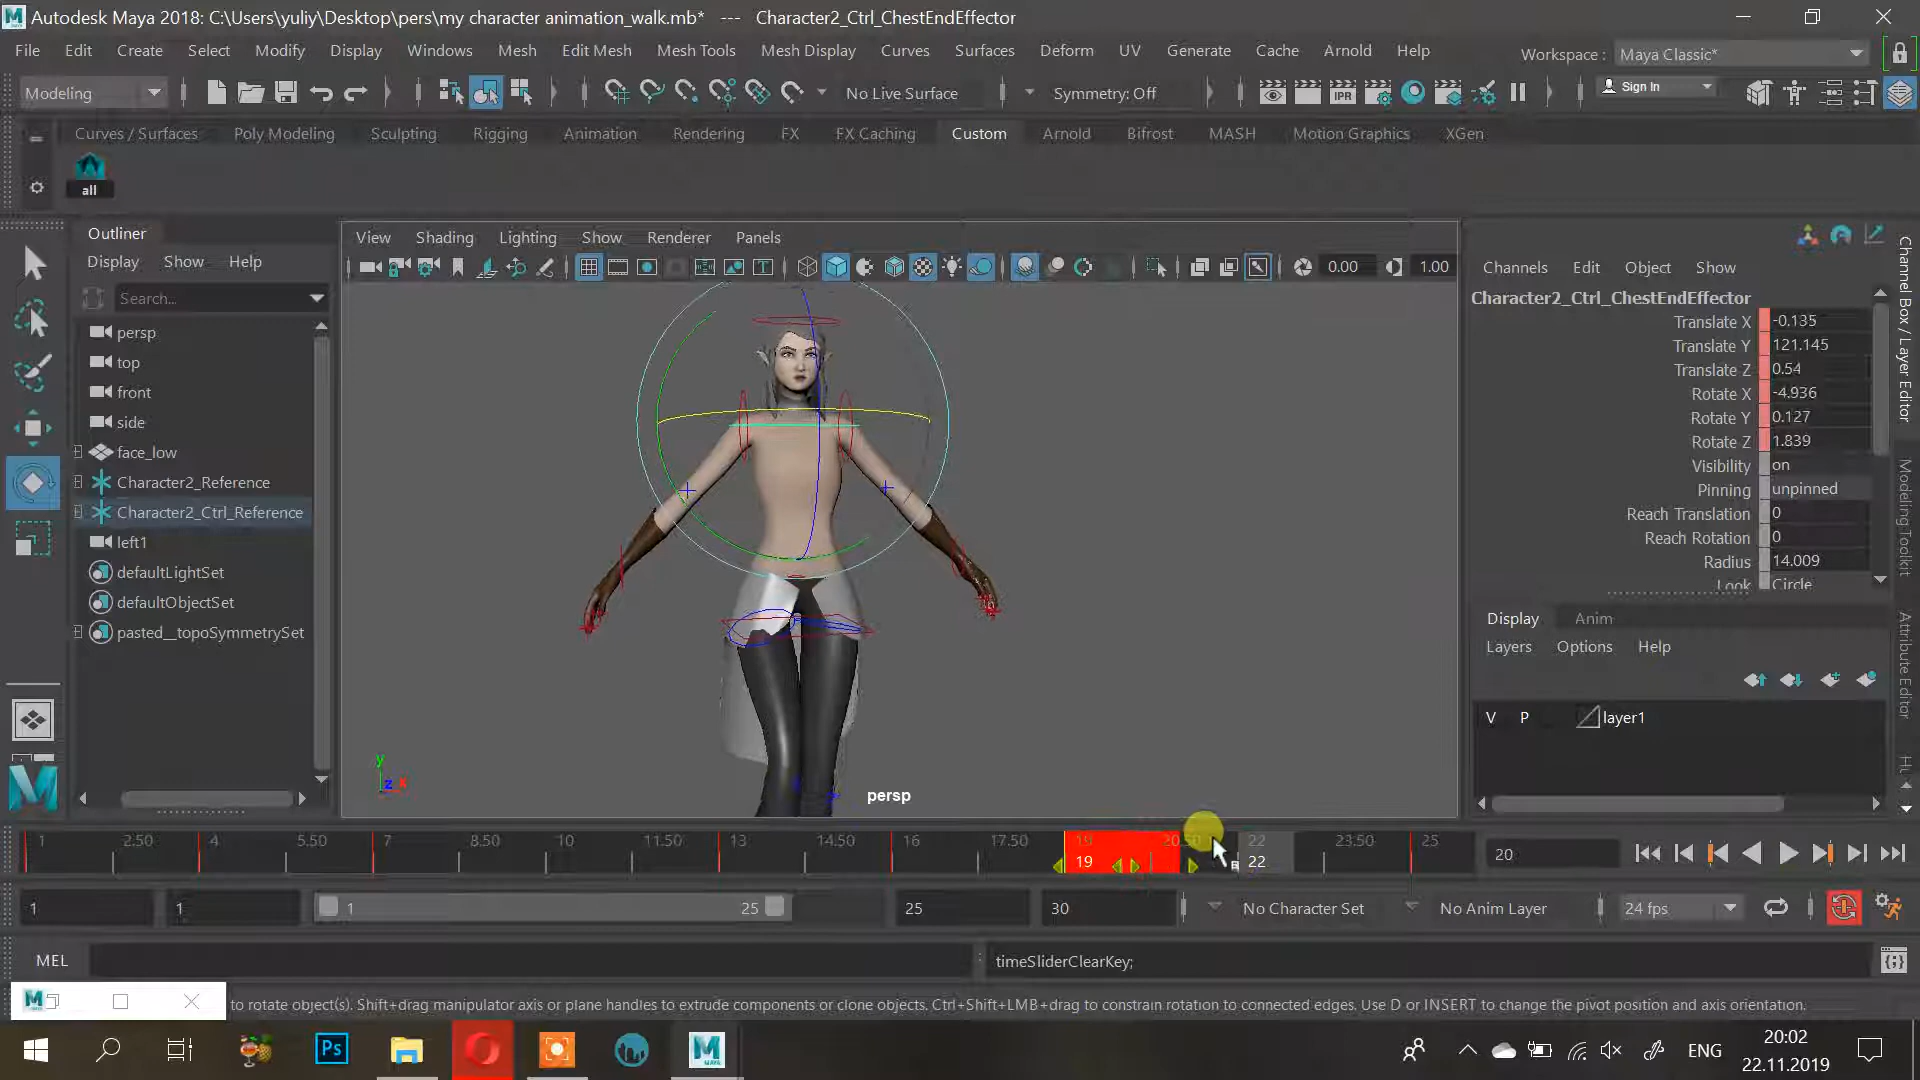 Autodesk Maya 2018: C:\Users\yuliy\Desktop\pers\my character animation_walk.mb* --- Character2_Ctrl_ChestEndEffector
File Edit Create Select Modify Display Windows Mesh Edit Mesh Mesh Tools Mesh Display Curves Surfaces Deform UV Generate Cache Arnold Help
Workspace : Maya Classic*
Modeling No Live Surface Symmetry: Off IPR Sign In
Curves / Surfaces Poly Modeling Sculpting Rigging Animation Rendering FX FX Caching Custom Arnold Bifrost MASH Motion Graphics XGen
all
Outliner
Display Show Help
Search...
persp
top
front
side
face_low
Character2_Reference
Character2_Ctrl_Reference
left1
defaultLightSet
defaultObjectSet
pasted__topoSymmetrySet
View Shading Lighting Show Renderer Panels
0.00 1.00
y
z x
persp
Channels Edit Object Show
Character2_Ctrl_ChestEndEffector
Translate X -0.135
Translate Y 121.145
Translate Z 0.54
Rotate X -4.936
Rotate Y 0.127
Rotate Z 1.839
Visibility on
Pinning unpinned
Reach Translation 0
Reach Rotation 0
Radius 14.009
Look Circle
Display Anim
Layers Options Help
V P layer1
Channel Box / Layer Editor
Modeling Toolkit
Attribute Editor
1 2.50 4 5.50 7 8.50 10 11.50 13 14.50 16 17.50 19 20.50 22 23.50 25
19 22
20
1 1 1 25 25 30 No Character Set No Anim Layer 24 fps
MEL timeSliderClearKey;
to rotate object(s). Shift+drag manipulator axis or plane handles to extrude components or clone objects. Ctrl+Shift+LMB+drag to constrain rotation to connected edges. Use D or INSERT to change the pivot position and axis orientation.
Ps
MAYA
ENG
20:02
22.11.2019